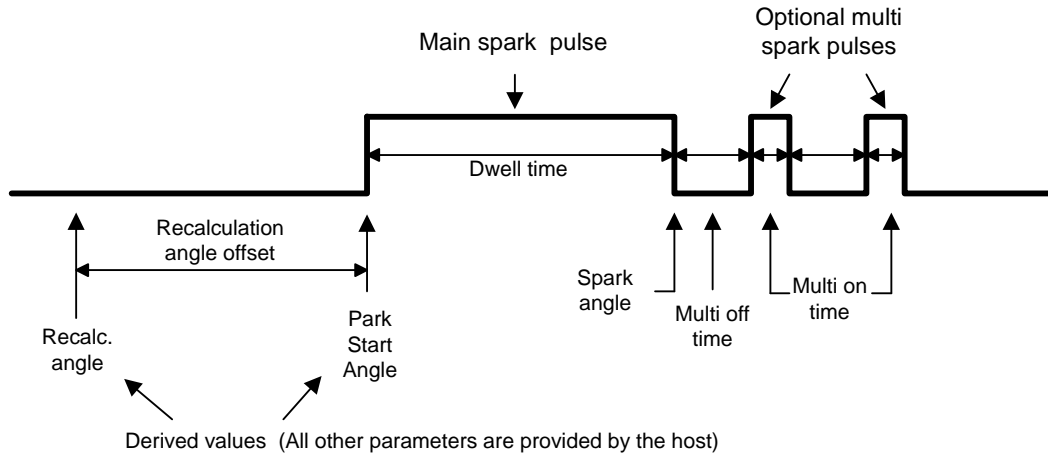 Main spark pulse
Optional multi
spark pulses
Dwell time
Recalculation
angle offset
Recalc.
angle
Park
Start
Angle
Spark
angle
Multi off
time
Multi on
time
Derived values (All other parameters are provided by the host)